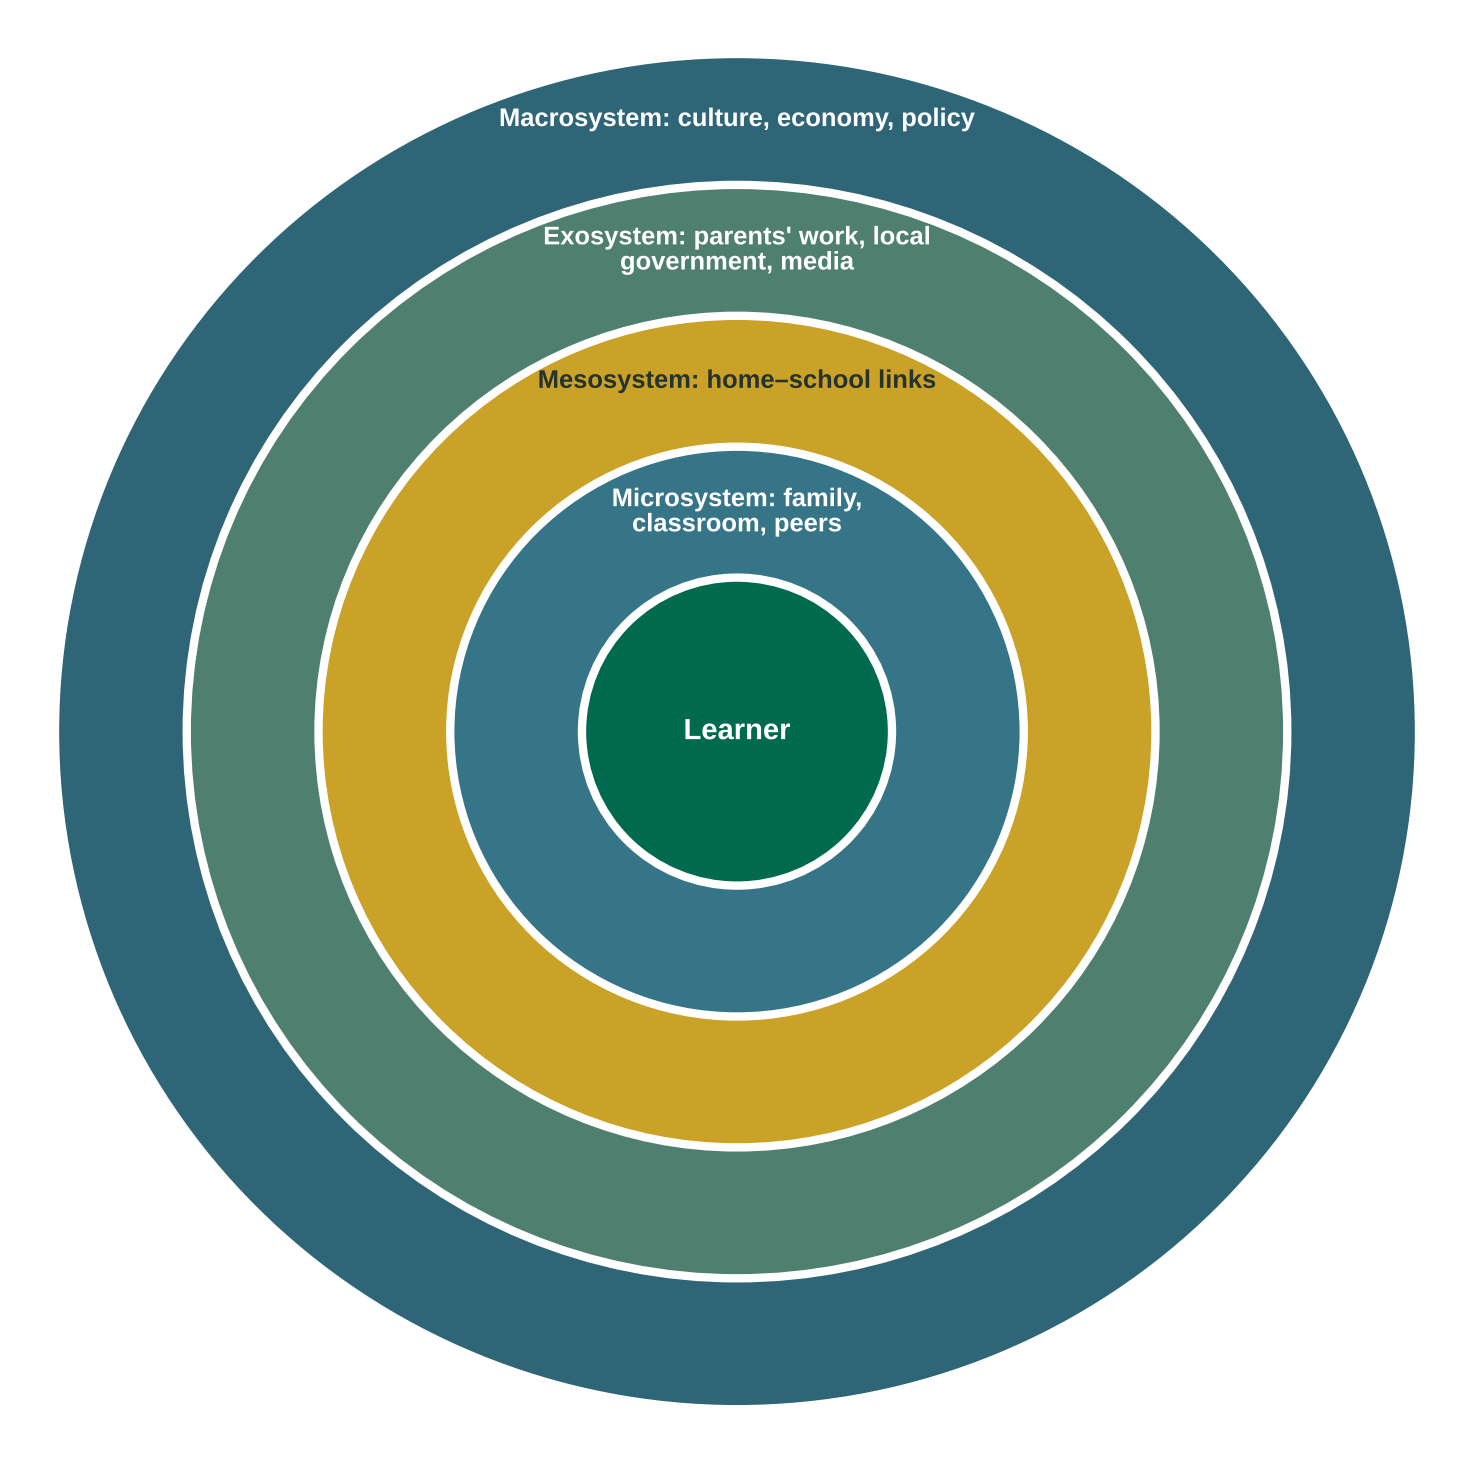 Macrosystem: culture, economy, policy
Exosystem: parents' work, local
government, media
Mesosystem: home–school links
Microsystem: family,
classroom, peers
Learner